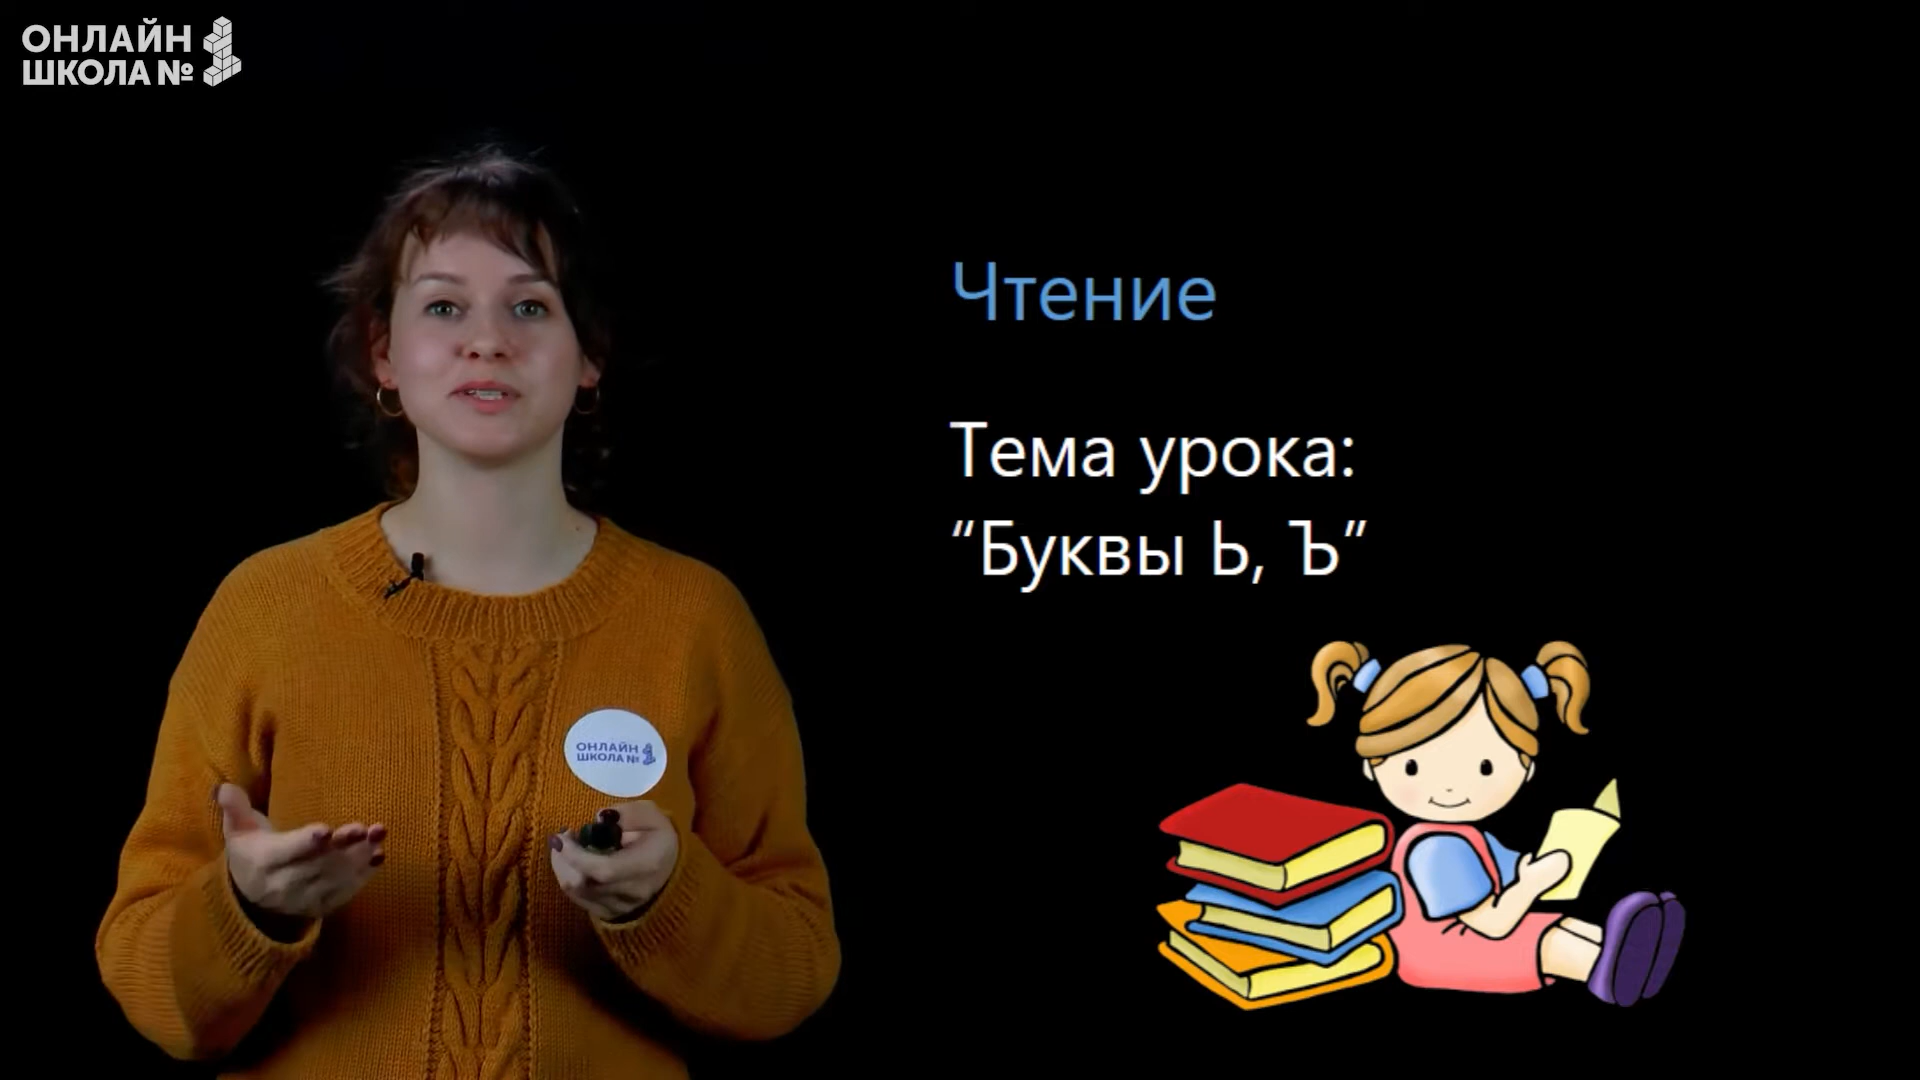 ОНЛАЙН
ШКОЛА №
Чтение
Тема урока:
“Буквы Ь, Ъ”
ОНЛАЙН
ШКОЛА №